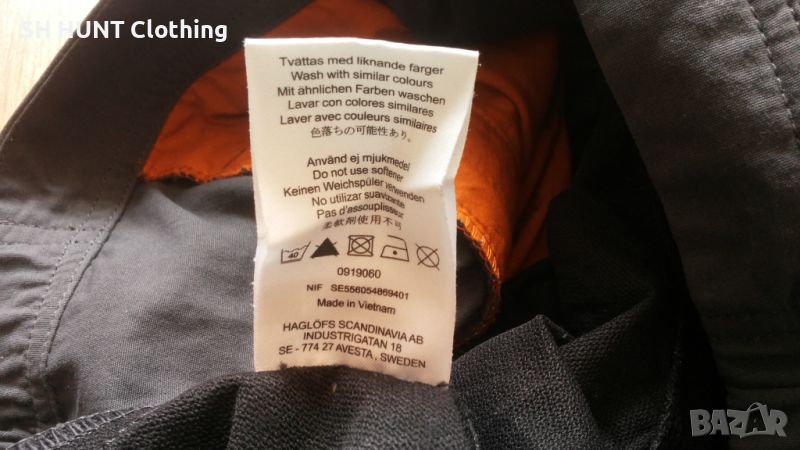 SH HUNT Clothing
Tvättas med liknande färger
Wash with similar colours
Mit ähnlichen Farben waschen
Lavar con colores similares
Laver avec couleurs similaires
色落ちの可能性あり。
Använd ej mjukmedel
Do not use softener
Keinen Weichspüler verwenden
No utilizar suavizante
Pas d'assouplisseur
柔軟剤使用不可
40
0919060
NIF SE556054869401
Made in Vietnam
HAGLÖFS SCANDINAVIA AB
INDUSTRIGATAN 18
SE - 774 27 AVESTA, SWEDEN
BAZAR